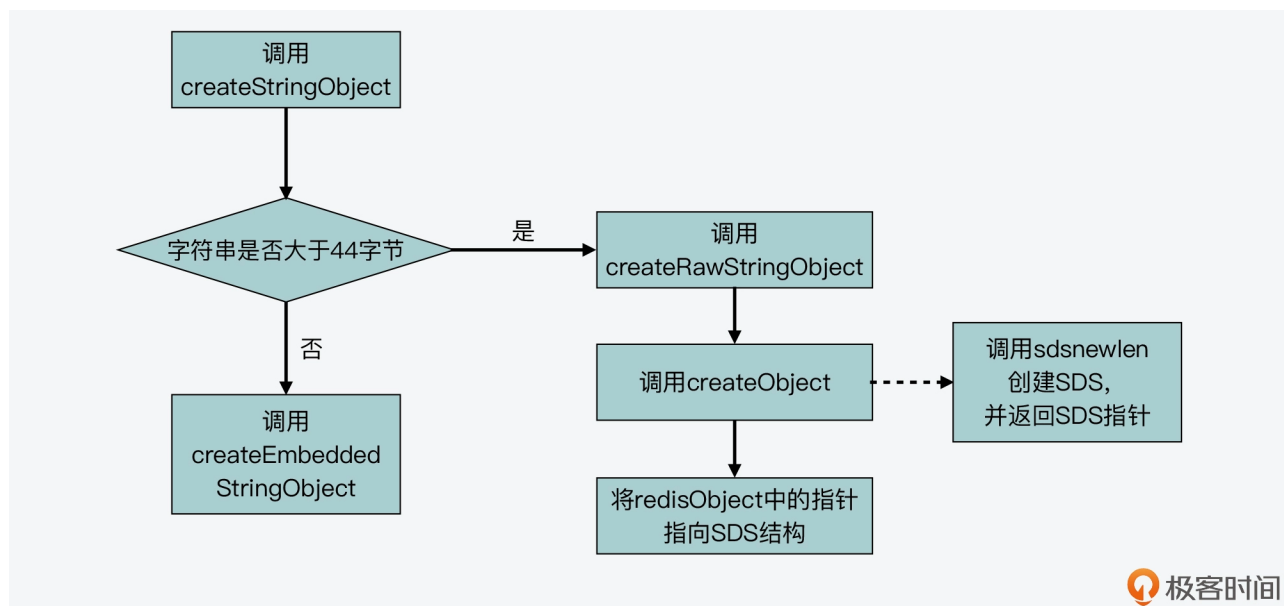 调用
createStringObject
字符串是否大于44字节
是
否
调用
createRawStringObject
调用createObject
调用sdsnewlen
创建SDS,
并返回SDS指针
调用
createEmbedded
StringObject
将redisObject中的指针
指向SDS结构
极客时间